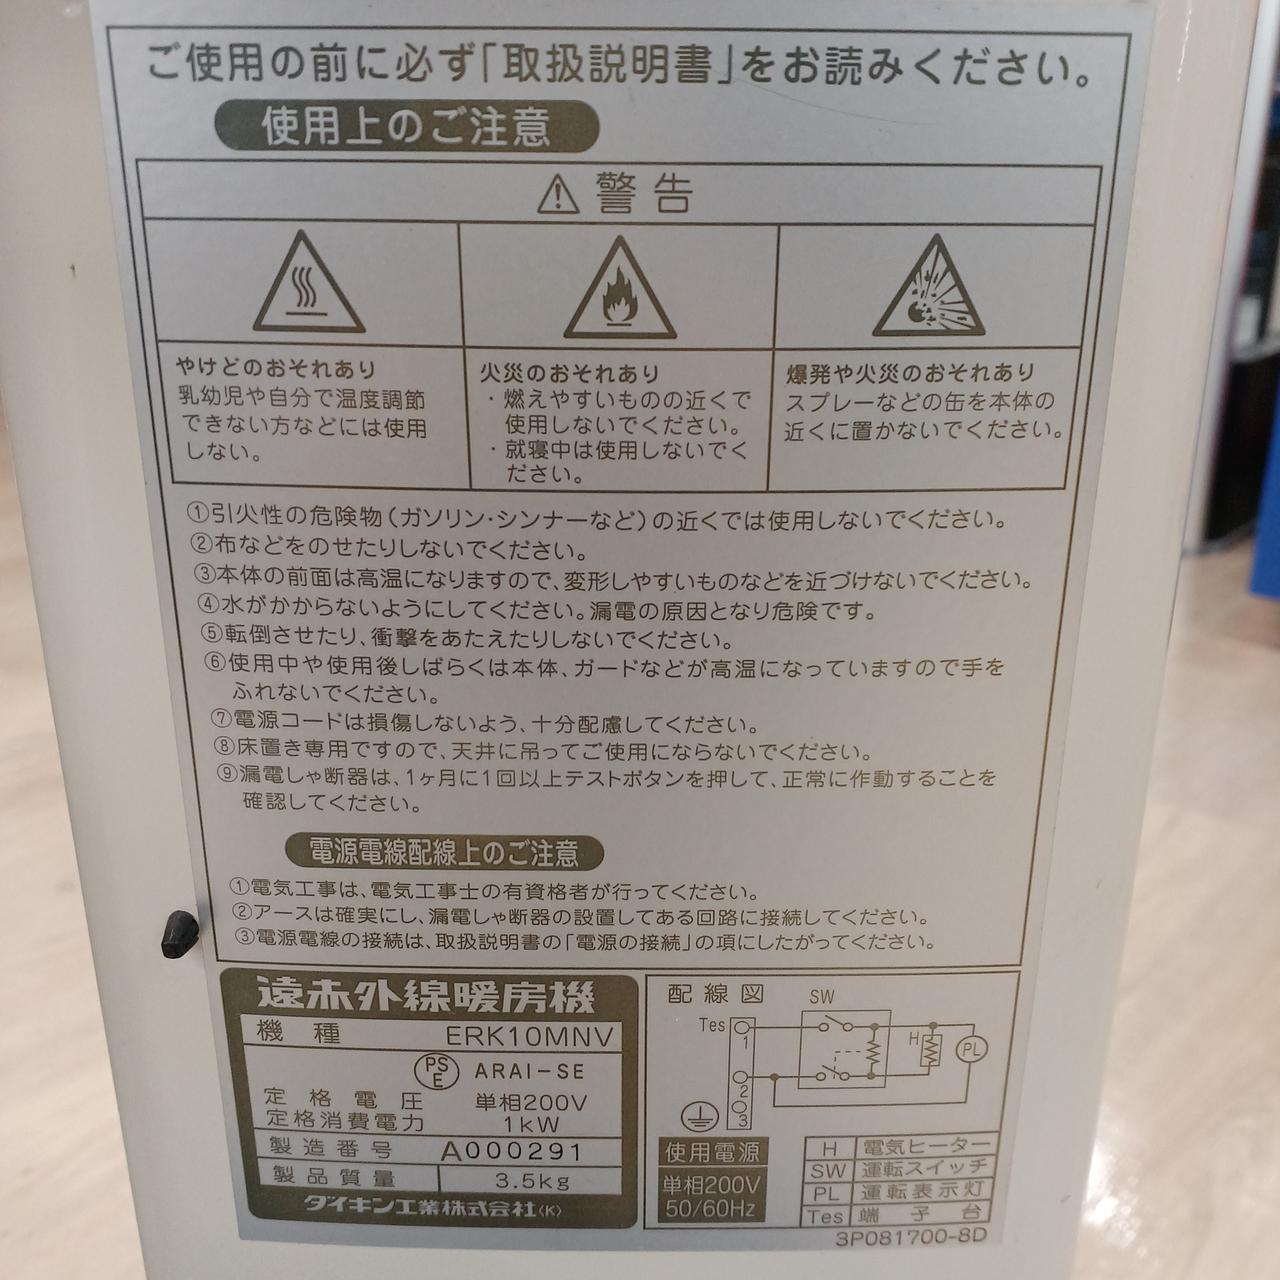 ご使用の前に必ず「取扱説明書」をお読みください。
使用上のご注意
警告
やけどのおそれあり
乳幼児や自分で温度調節
できない方などには使用
しない。
火災のおそれあり
・燃えやすいものの近くで
使用しないでください。
・就寝中は使用しないでく
ださい。
爆発や火災のおそれあり
スプレーなどの缶を本体の
近くに置かないでください。
①引火性の危険物(ガソリン・シンナーなど)の近くでは使用しないでください。
②布などをのせたりしないでください。
③本体の前面は高温になりますので、変形しやすいものなどを近づけないでください。
④水がかからないようにしてください。漏電の原因となり危険です。
⑤転倒させたり、衝撃をあたえたりしないでください。
⑥使用中や使用後しばらくは本体、ガードなどが高温になっていますので手を
ふれないでください。
⑦電源コードは損傷しないよう、十分配慮してください。
⑧床置き専用ですので、天井に吊ってご使用にならないでください。
⑨漏電しゃ断器は、1ヶ月に1回以上テストボタンを押して、正常に作動することを
確認してください。
電源電線配線上のご注意
①電気工事は、電気工事士の有資格者が行ってください。
②アースは確実にし、漏電しゃ断器の設置してある回路に接続してください。
③電源電線の接続は、取扱説明書の「電源の接続」の項にしたがってください。
遠赤外線暖房機
機種 ERK10MNV
PSE ARAI-SE
定格電圧 単相200V
定格消費電力 1kW
製造番号 A000291
製品質量 3.5kg
ダイキン工業株式会社〈K〉
配線図
SW
Tes
1
2
3
H
PL
使用電源
単相200V
50/60Hz
H 電気ヒーター
SW 運転スイッチ
PL 運転表示灯
Tes 端子台
3P081700-8D